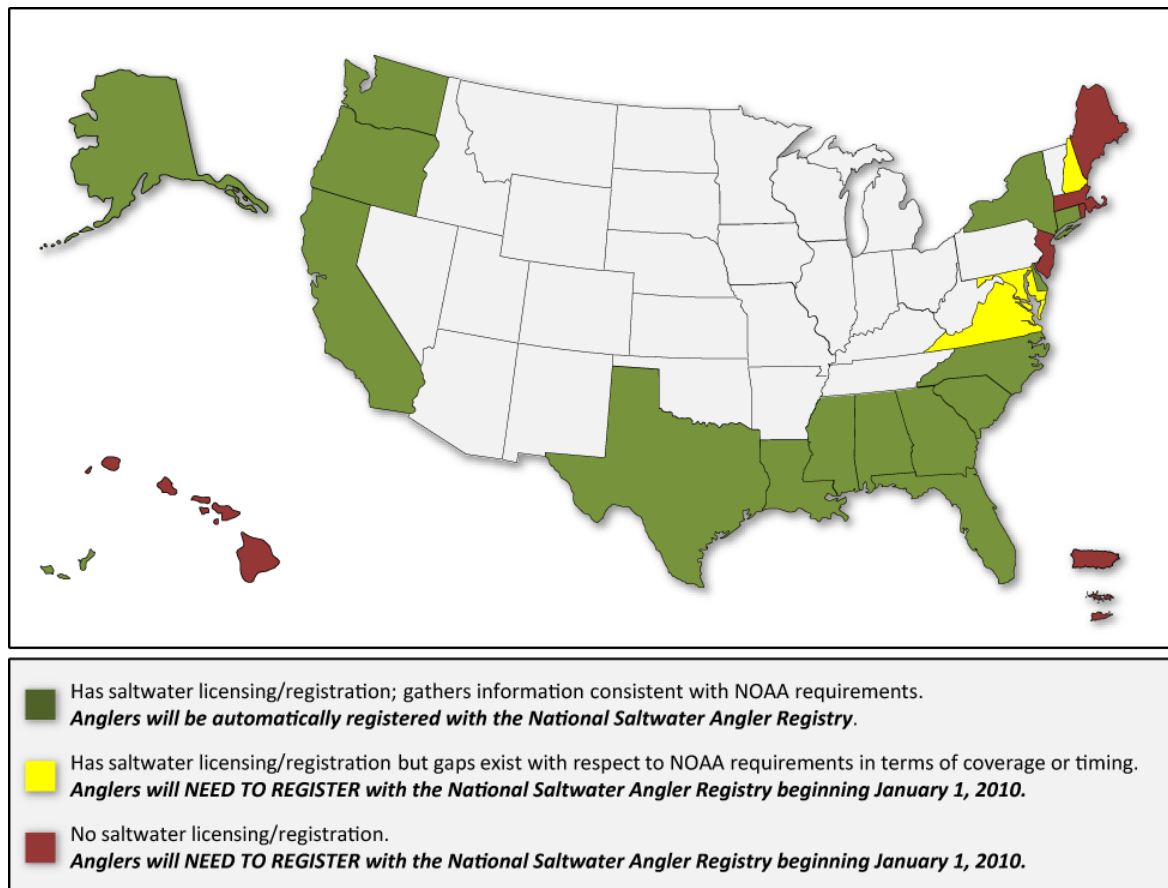 Has saltwater licensing/registration; gathers information consistent with NOAA requirements.
Anglers will be automatically registered with the National Saltwater Angler Registry.
Has saltwater licensing/registration but gaps exist with respect to NOAA requirements in terms of coverage or timing.
Anglers will NEED TO REGISTER with the National Saltwater Angler Registry beginning January 1, 2010.
No saltwater licensing/registration.
Anglers will NEED TO REGISTER with the National Saltwater Angler Registry beginning January 1, 2010.